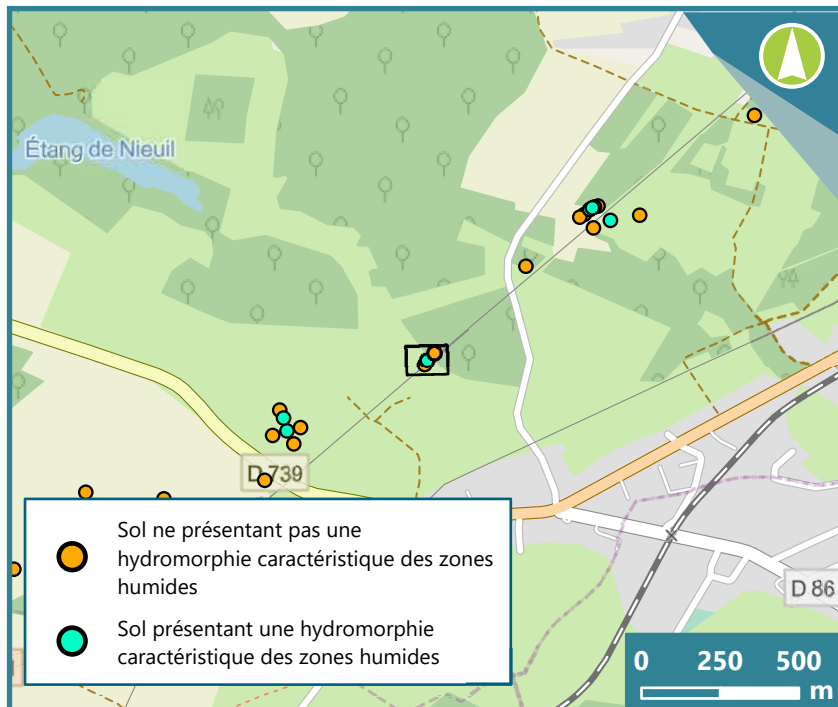 Étang de Nieuil
D 739
Sol ne présentant pas une
hydromorphie caractéristique des zones
humides
Sol présentant une hydromorphie
caractéristique des zones humides
D 86
0 250 500
m